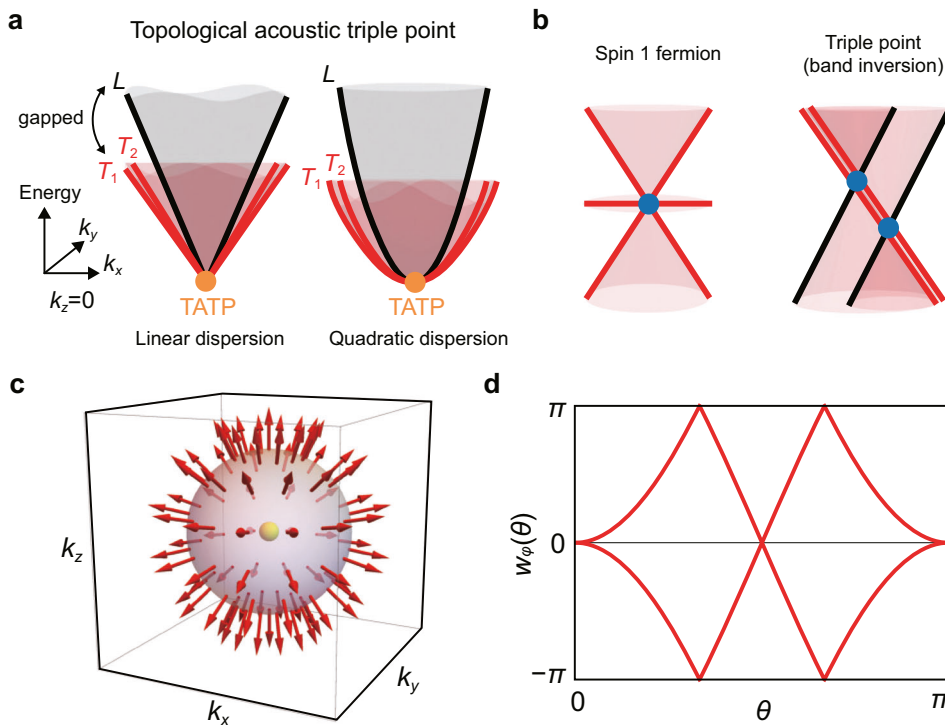 a
Topological acoustic triple point
L
gapped
T2
T1
Energy
ky
kx
kz=0
TATP
Linear dispersion
L
T2
T1
TATP
Quadratic dispersion
b
Spin 1 fermion
Triple point
(band inversion)
c
kz
kx
ky
d
π
0
−π
wφ(θ)
0
θ
π